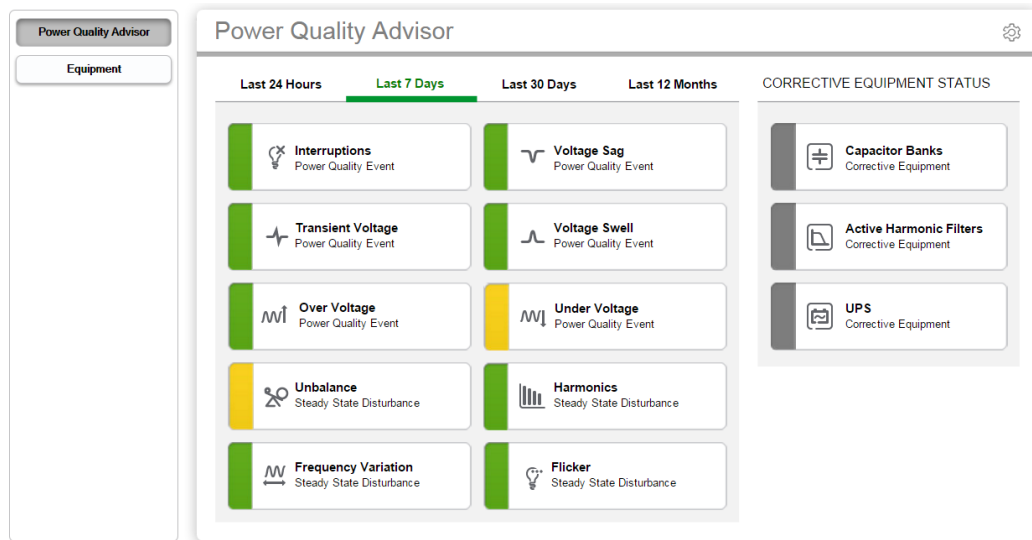 Power Quality Advisor
Equipment
Power Quality Advisor
Last 24 Hours
Last 7 Days
Last 30 Days
Last 12 Months
CORRECTIVE EQUIPMENT STATUS
Interruptions
Power Quality Event
Voltage Sag
Power Quality Event
Capacitor Banks
Corrective Equipment
Transient Voltage
Power Quality Event
Voltage Swell
Power Quality Event
Active Harmonic Filters
Corrective Equipment
Over Voltage
Power Quality Event
Under Voltage
Power Quality Event
UPS
Corrective Equipment
Unbalance
Steady State Disturbance
Harmonics
Steady State Disturbance
Frequency Variation
Steady State Disturbance
Flicker
Steady State Disturbance